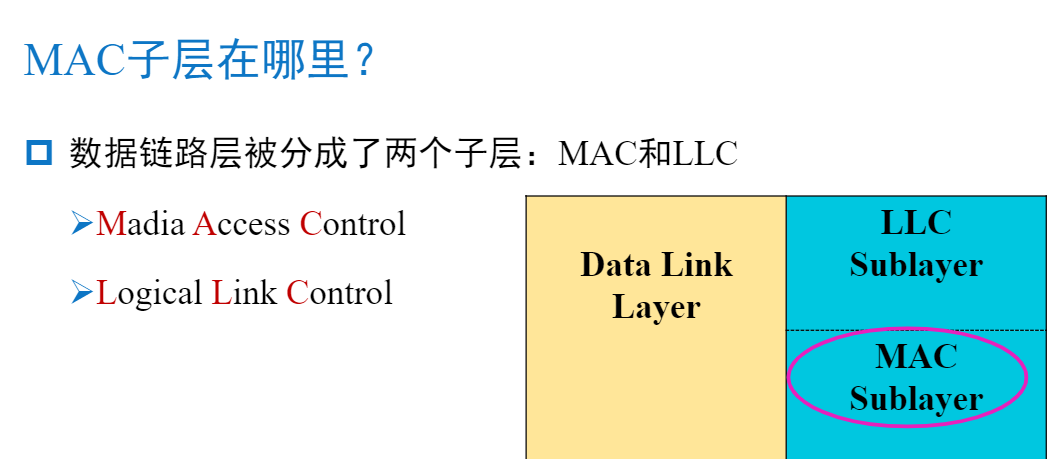 MAC子层在哪里?
数据链路层被分成了两个子层：MAC和LLC
Madia Access Control
Logical Link Control
Data Link
Layer
LLC
Sublayer
MAC
Sublayer